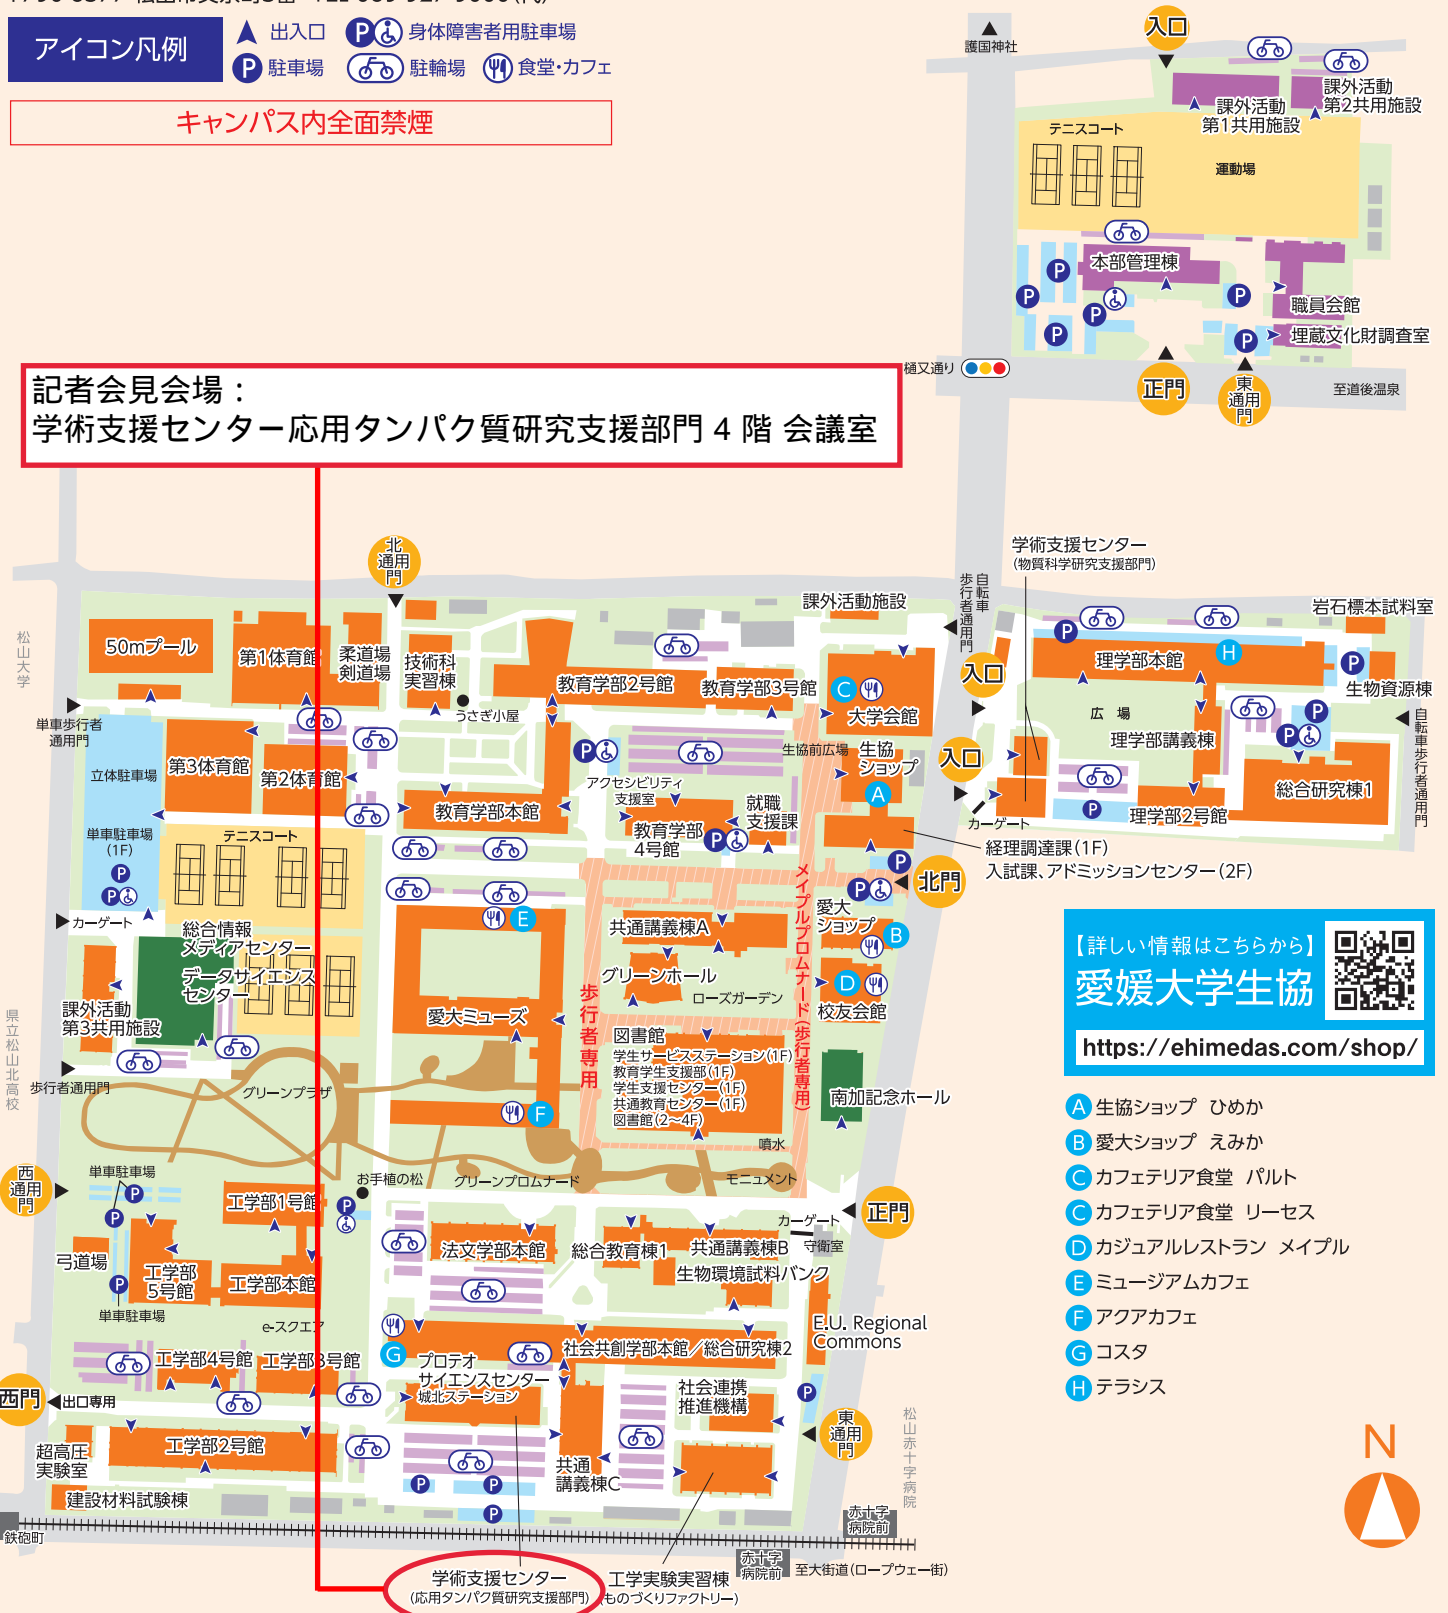 アイコン凡例
出入口
身体障害者用駐車場
P 駐車場
駐輪場
食堂・カフェ
キャンパス内全面禁煙
護国神社
入口
課外活動
第1共用施設
課外活動
第2共用施設
テニスコート
運動場
本部管理棟
職員会館
埋蔵文化財調査室
樋又通り
正門
東
通用
門
至道後温泉
記者会見会場：
学術支援センター応用タンパク質研究支援部門 4 階 会議室
北
通用
門
学術支援センター
(物質科学研究支援部門)
自転車
歩行者通用門
松山大学
50mプール
第1体育館
柔道場
剣道場
技術科
実習棟
うさぎ小屋
教育学部2号館
教育学部3号館
課外活動施設
C
大学会館
入口
理学部本館
H
岩石標本試料室
生物資源棟
単車歩行者
通用門
立体駐車場
第3体育館
第2体育館
教育学部本館
アクセシビリティ
支援室
教育学部
4号館
就職
支援課
生協前広場
生協
ショップ
A
入口
広 場
理学部講義棟
理学部2号館
総合研究棟1
自転車歩行者通用門
カーゲート
経理調達課(1F)
入試課、アドミッションセンター(2F)
単車駐車場
(1F)
テニスコート
カーゲート
北門
総合情報
メディアセンター
データサイエンス
センター
課外活動
第3共用施設
E
愛大ミューズ
共通講義棟A
グリーンホール
ローズガーデン
愛大
ショップ
B
D
校友会館
メイプルプロムナード(歩行者専用)
歩行者専用
図書館
学生サービスステーション(1F)
教育学生支援部(1F)
学生支援センター(1F)
共通教育センター(1F)
図書館(2～4F)
南加記念ホール
噴水
県立松山北高校
歩行者通用門
グリーンプラザ
F
【詳しい情報はこちらから】
愛媛大学生協
https://ehimedas.com/shop/
A 生協ショップ ひめか
B 愛大ショップ えみか
C カフェテリア食堂 パルト
C カフェテリア食堂 リーセス
D カジュアルレストラン メイプル
E ミュージアムカフェ
F アクアカフェ
G コスタ
H テラシス
西
通用
門
単車駐車場
工学部1号館
お手植の松
グリーンプロムナード
モニュメント
カーゲート
守衛室
正門
弓道場
工学部
5号館
工学部本館
単車駐車場
法文学部本館
総合教育棟1
共通講義棟B
生物環境試料バンク
e-スクエア
G
工学部4号館
工学部3号館
プロテオ
サイエンスセンター
城北ステーション
社会共創学部本館／総合研究棟2
E.U. Regional
Commons
西門
出口専用
社会連携
推進機構
東
通用
門
松山赤十字病院
超高圧
実験室
工学部2号館
建設材料試験棟
共通
講義棟C
鉄砲町
赤十字
病院前
赤十字
病院前
至大街道(ロープウェー街)
学術支援センター
(応用タンパク質研究支援部門)
工学実験実習棟
(ものづくりファクトリー)
N